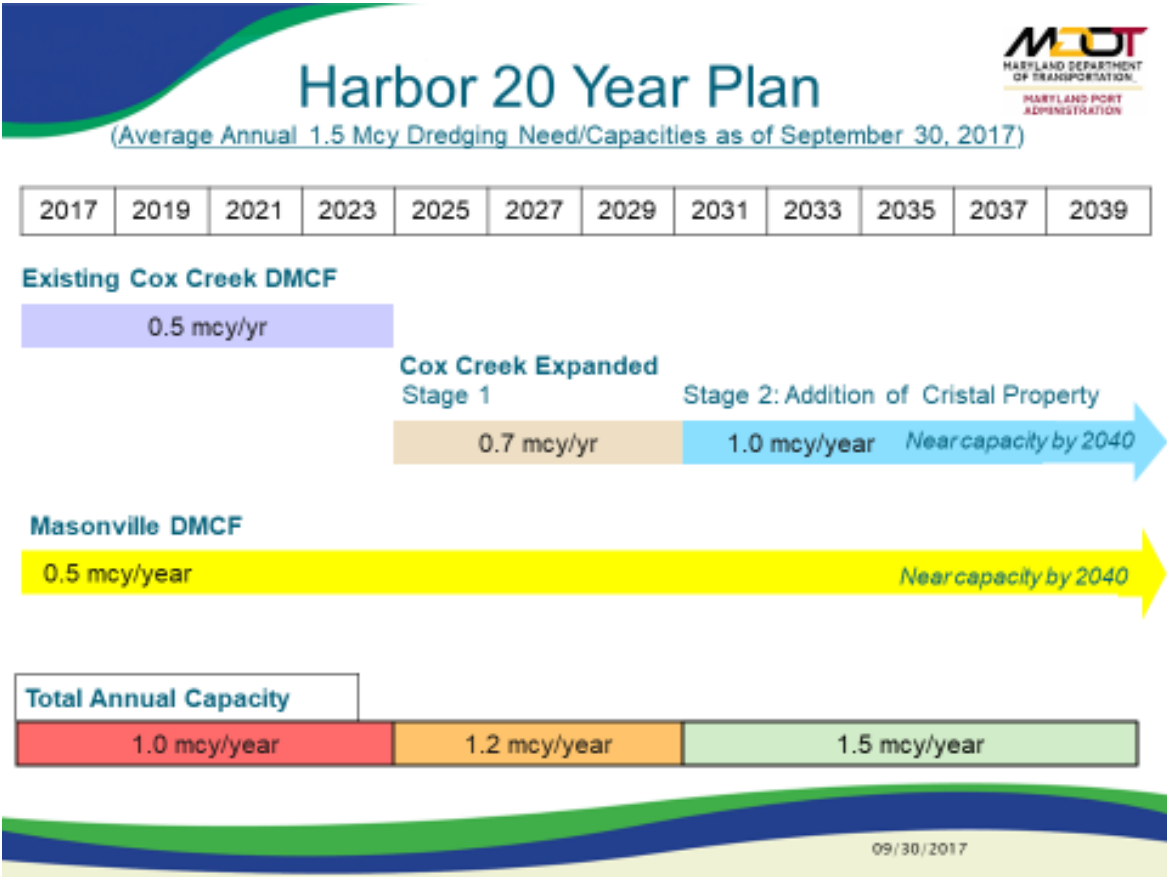 MDOT
MARYLAND DEPARTMENT
OF TRANSPORTATION
MARYLAND PORT
ADMINISTRATION
Harbor 20 Year Plan
(Average Annual 1.5 Mcy Dredging Need/Capacities as of September 30, 2017)
2017 2019 2021 2023 2025 2027 2029 2031 2033 2035 2037 2039
Existing Cox Creek DMCF
0.5 mcy/yr
Cox Creek Expanded
Stage 1 Stage 2: Addition of Cristal Property
0.7 mcy/yr 1.0 mcy/year Near capacity by 2040
Masonville DMCF
0.5 mcy/year Near capacity by 2040
Total Annual Capacity
1.0 mcy/year 1.2 mcy/year 1.5 mcy/year
09/30/2017